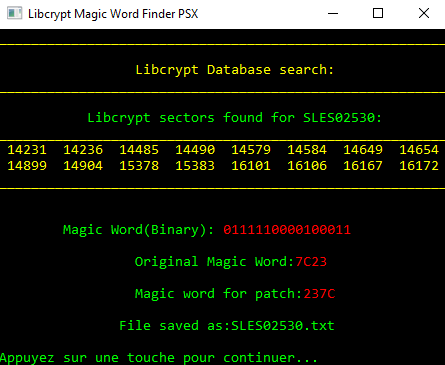 Libcrypt Magic Word Finder PSX
Libcrypt Database search:
Libcrypt sectors found for SLES02530:
14231 14236 14485 14490 14579 14584 14649 14654
14899 14904 15378 15383 16101 16106 16167 16172
Magic Word(Binary): 0111110000100011
Original Magic Word:7C23
Magic word for patch:237C
File saved as:SLES02530.txt
Appuyez sur une touche pour continuer...